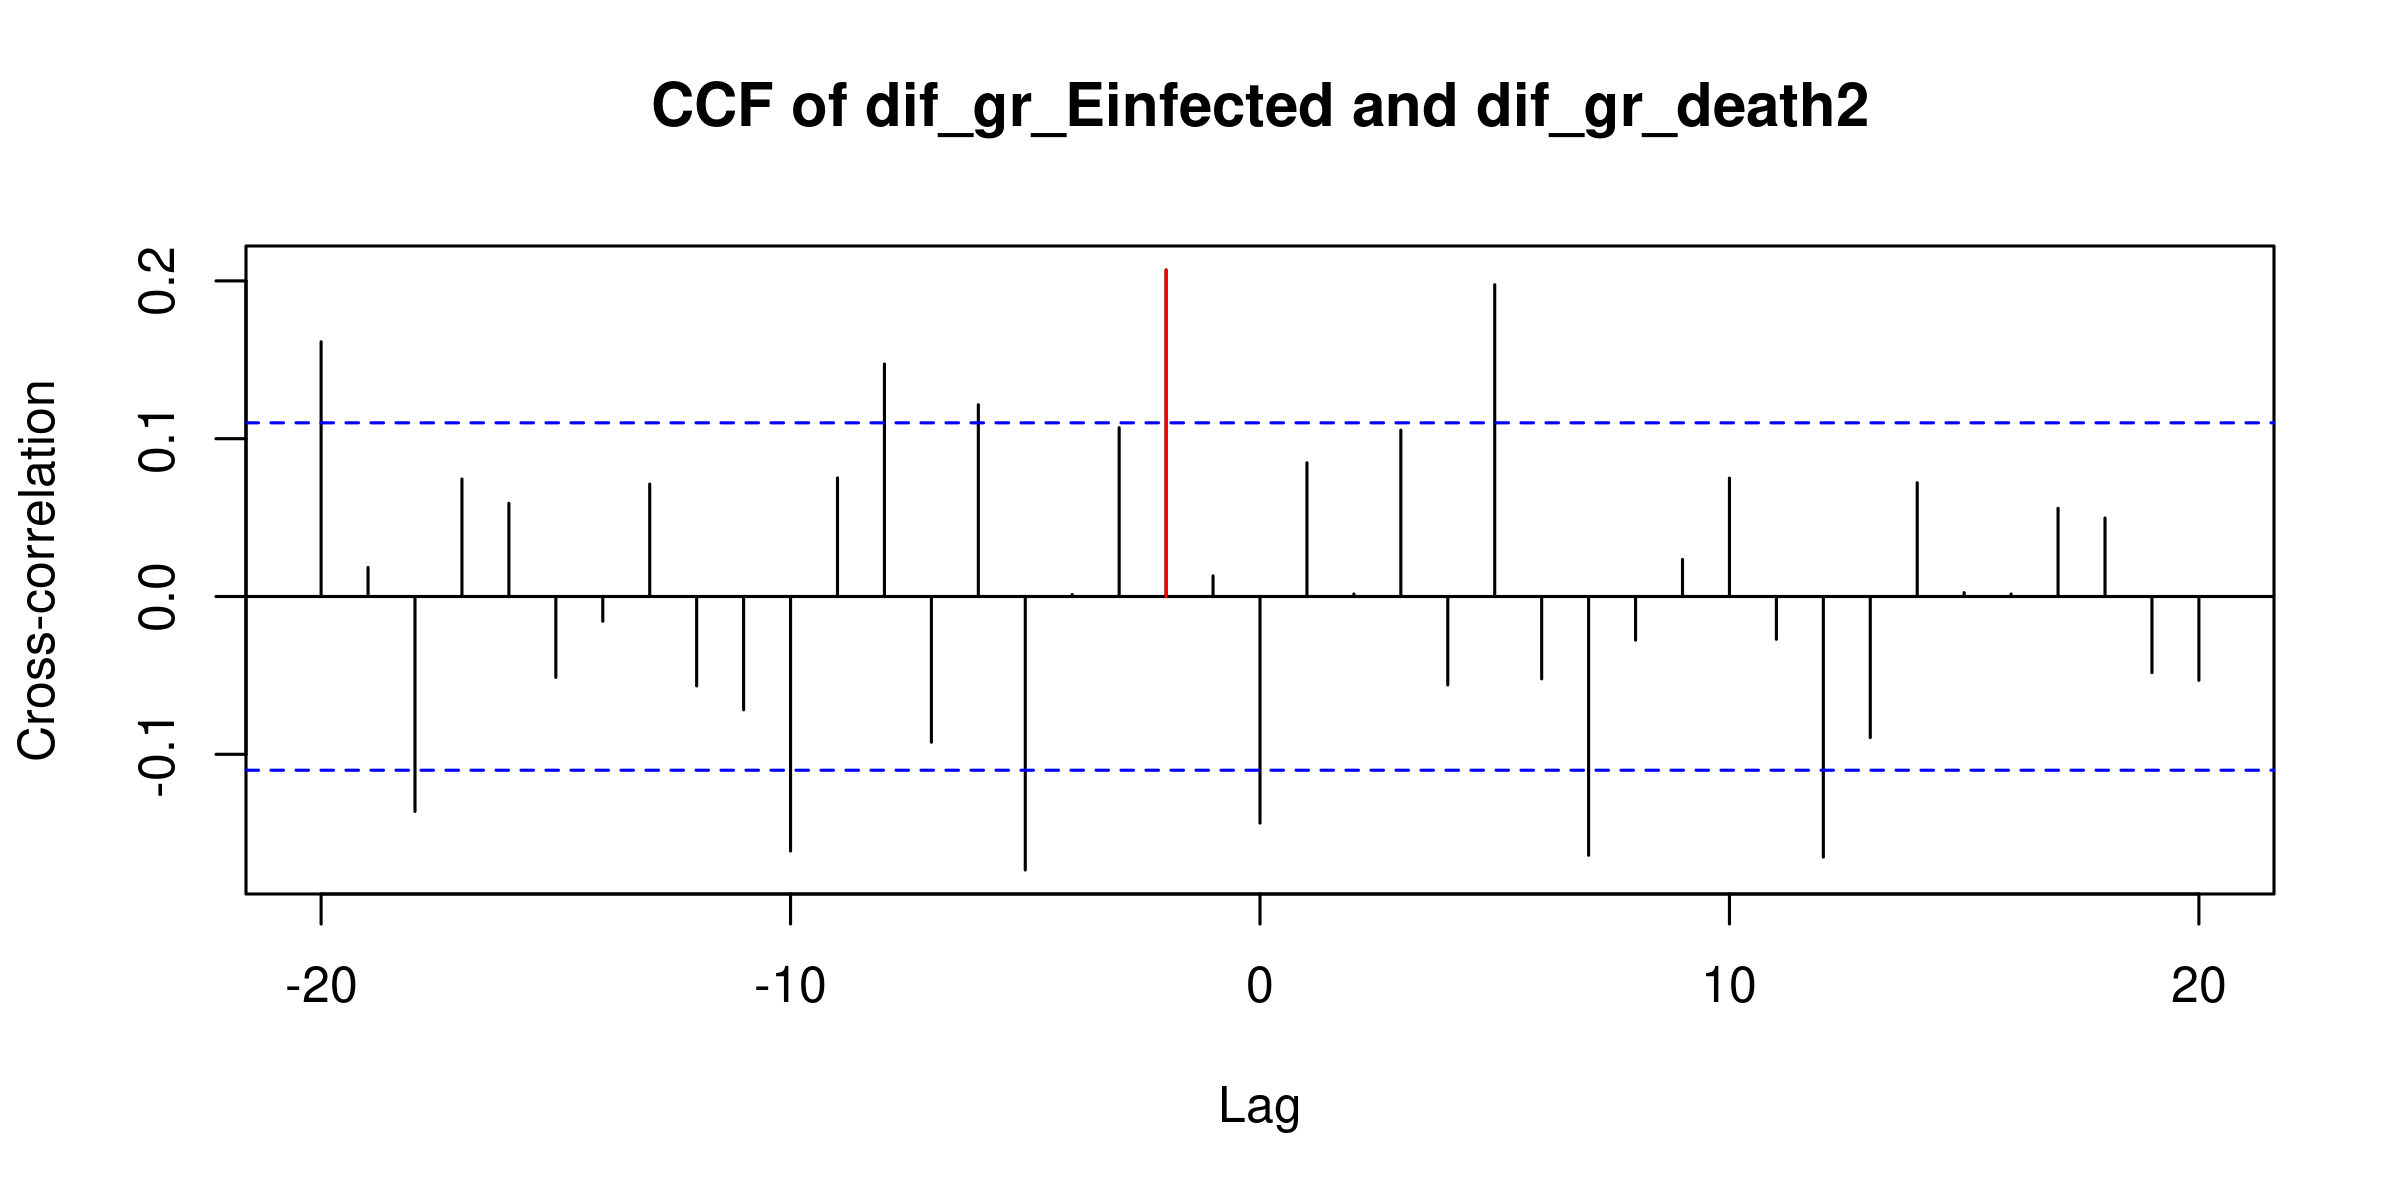 CCF of dif_gr_Einfected and dif_gr_death2
Cross-correlation
0.2
0.1
0.0
-0.1
-20 -10 0 10 20
Lag